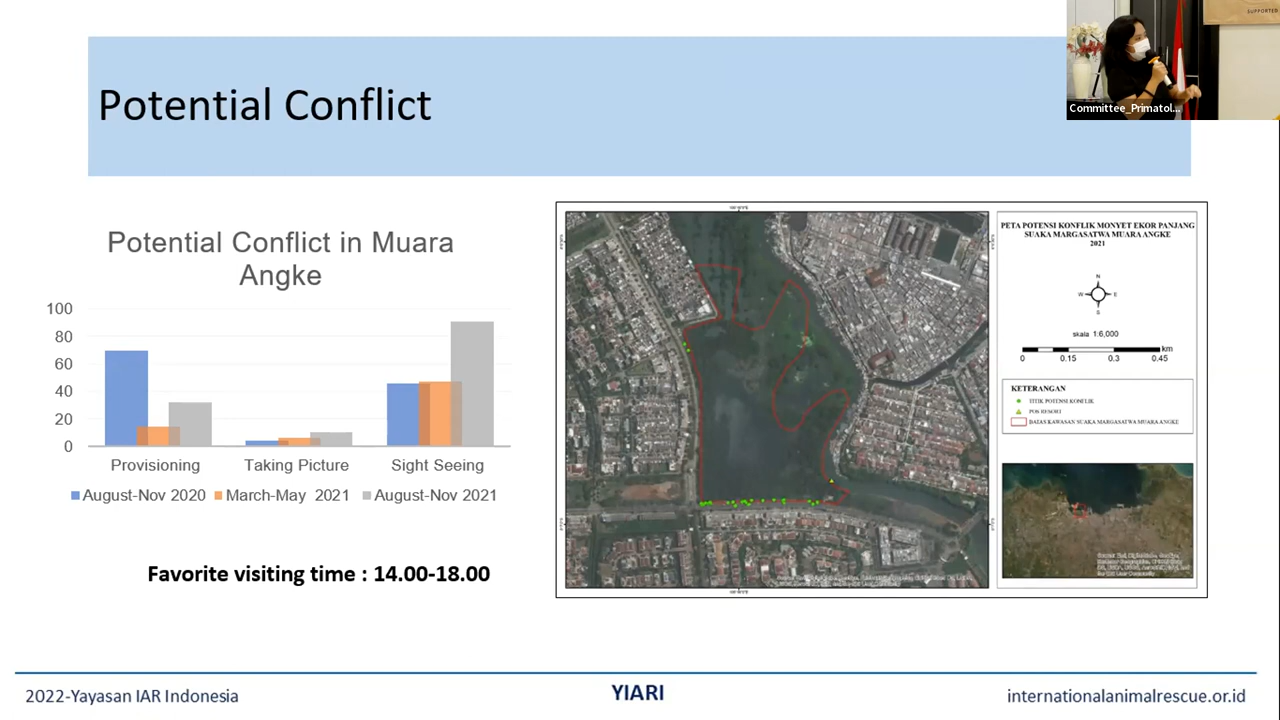 SUPPORTED
Committee_Primatol...
Potential Conflict
Potential Conflict in Muara
Angke
100
80
60
40
20
0
Provisioning
Taking Picture
Sight Seeing
August-Nov 2020
March-May 2021
August-Nov 2021
Favorite visiting time : 14.00-18.00
PETA POTENSI KONFLIK MONYET EKOR PANJANG
SUAKA MARGASATWA MUARA ANGKE
2021
N
W
E
S
skala 1:6,000
km
0 0.15 0.3 0.45
KETERANGAN
TITIK POTENSI KONFLIK
POS RESORT
BATAS KAWASAN SUAKA MARGASATWA MUARA ANGKE
2022-Yayasan IAR Indonesia
YIARI
internationalanimalrescue.or.id